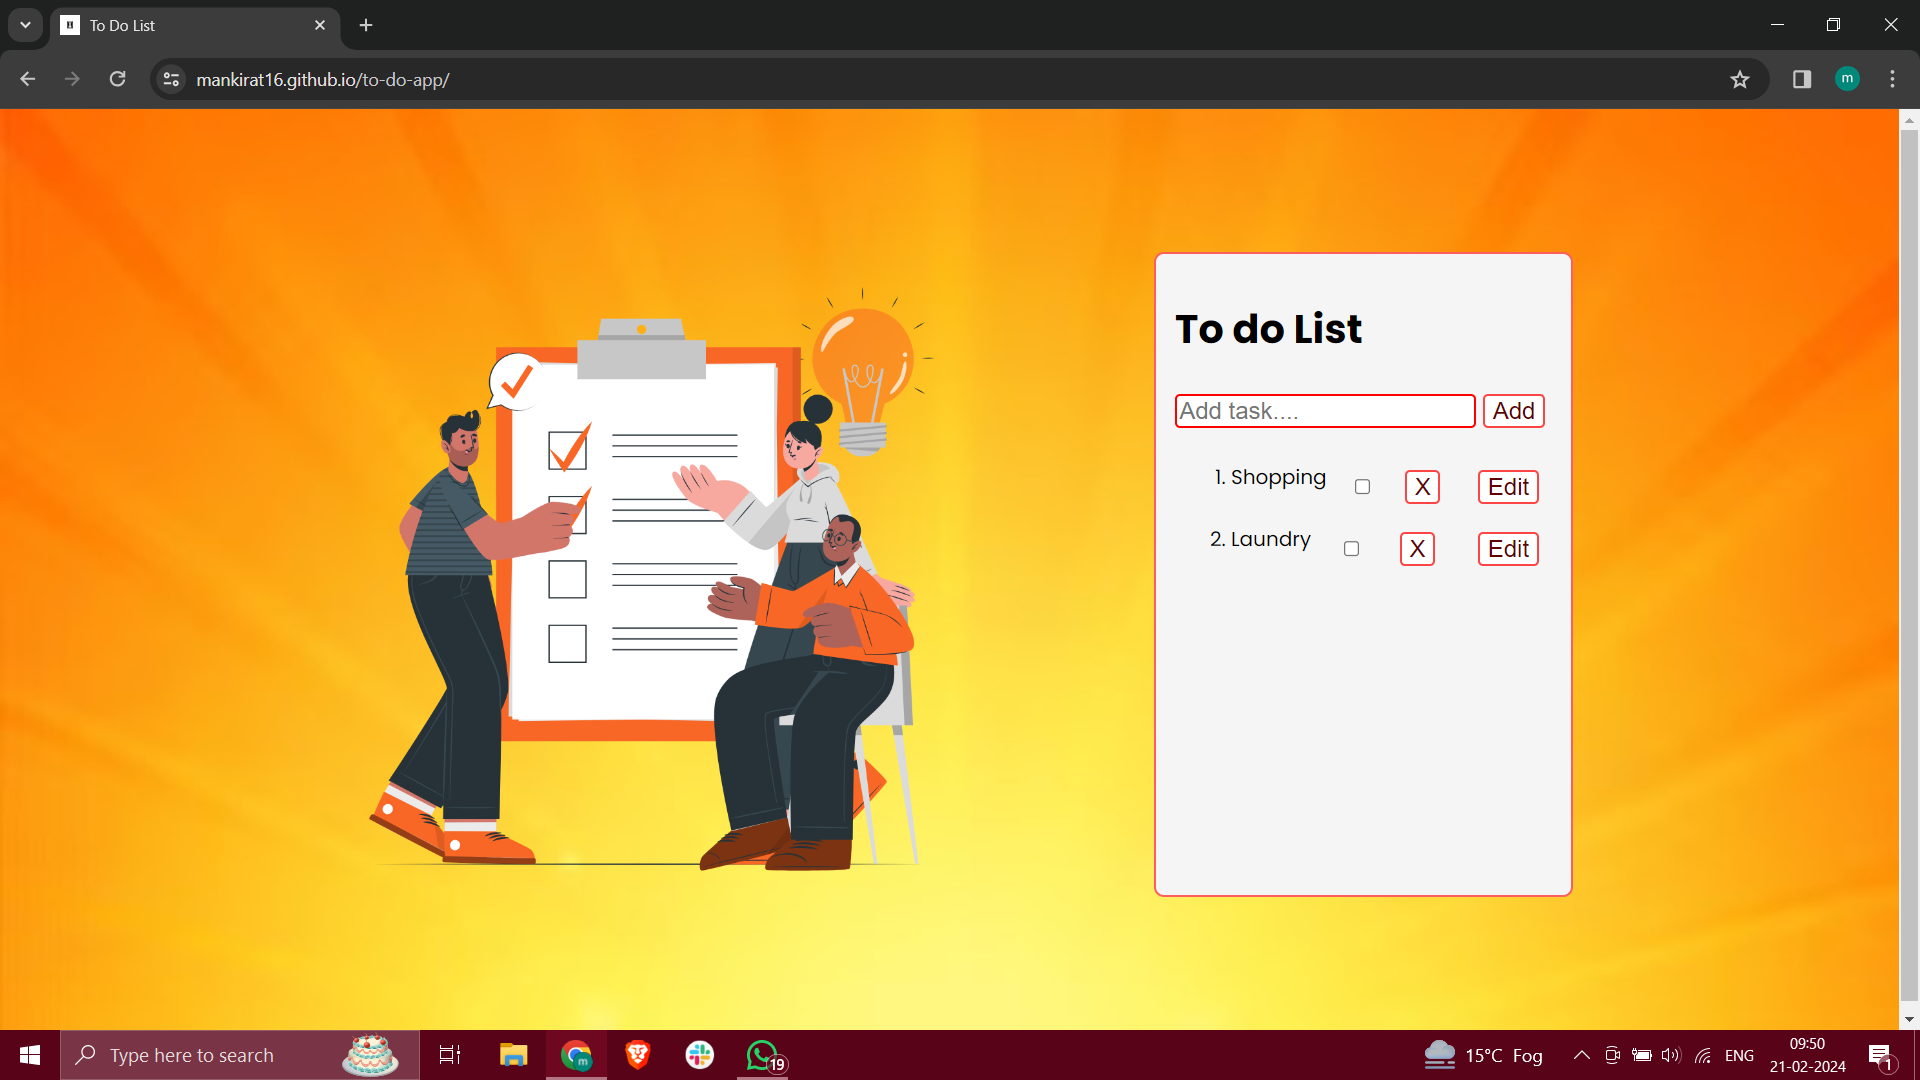 To Do List
mankirat16.github.io/to-do-app/
m
To do List
Add task....
Add
1. Shopping
X
Edit
2. Laundry
X
Edit
Type here to search
m
19
15°C Fog
ENG
09:50
21-02-2024
1